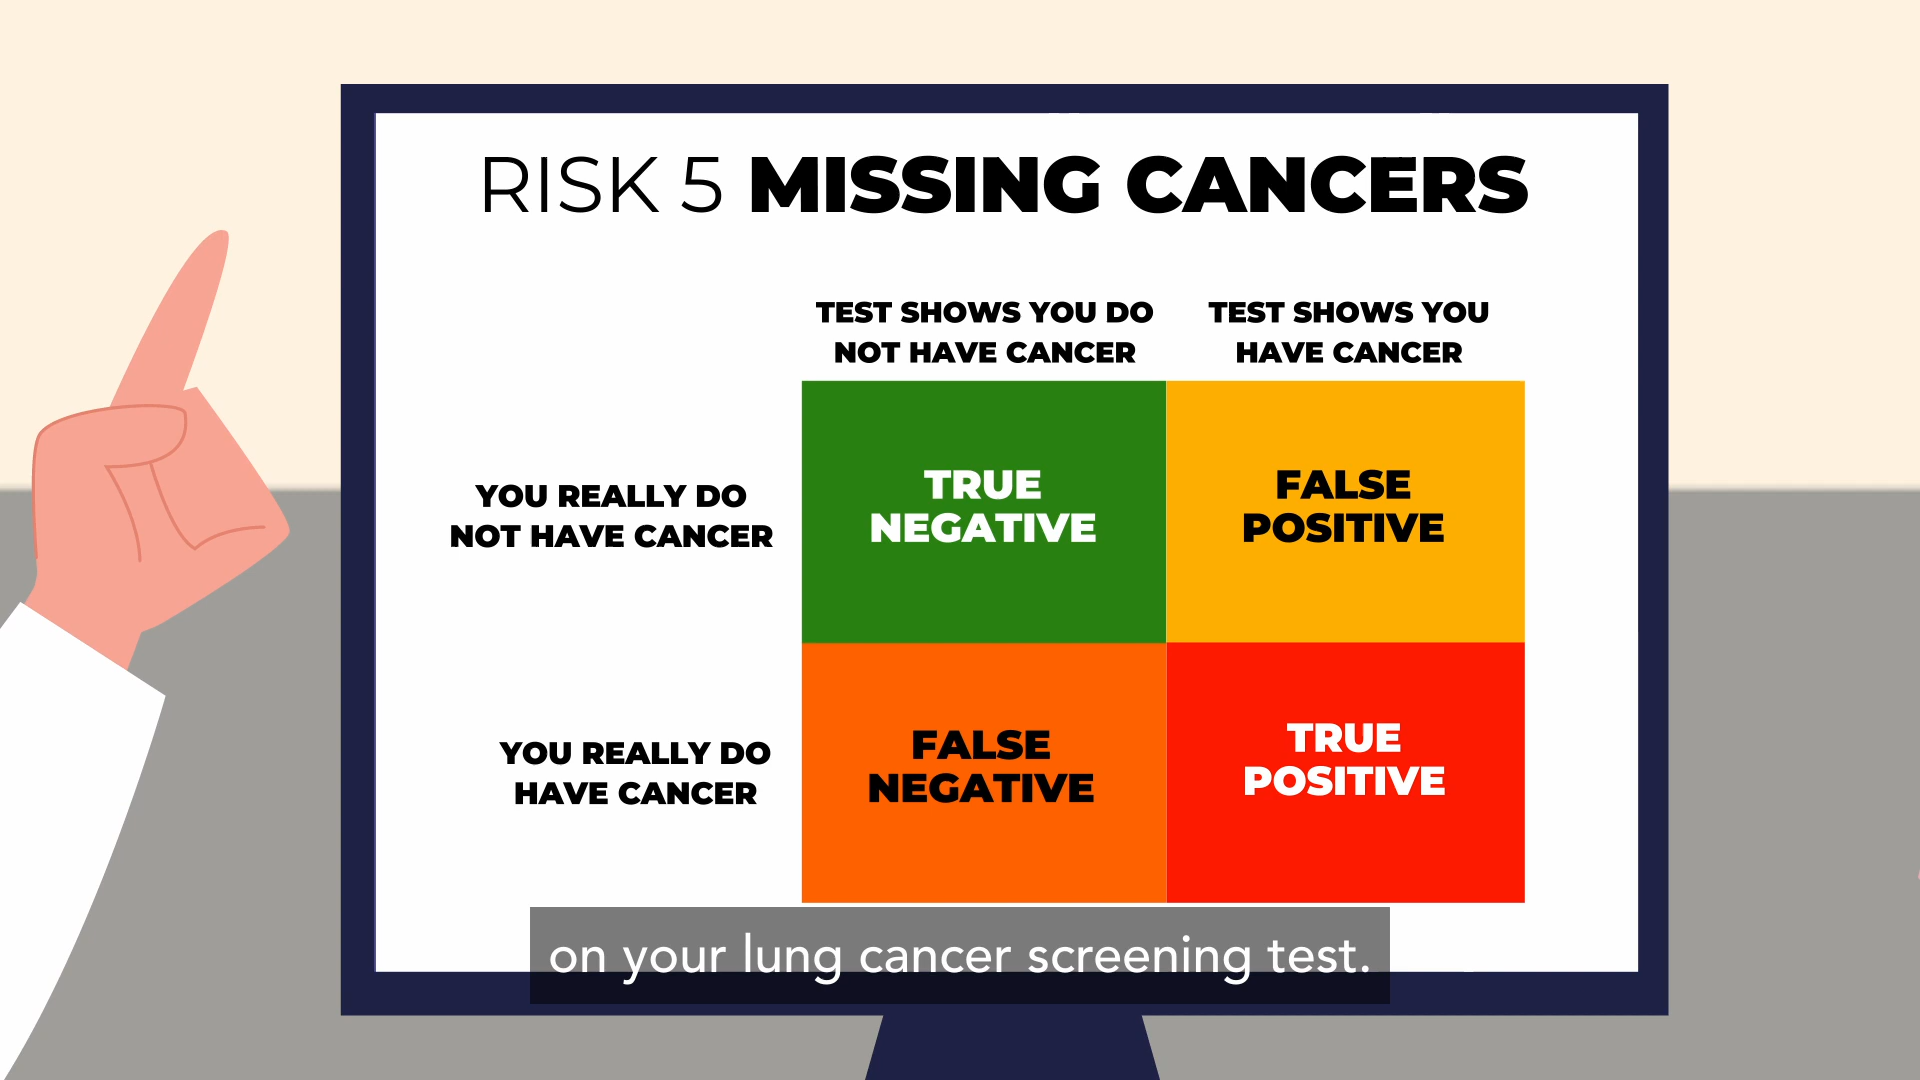 RISK 5 MISSING CANCERS
TEST SHOWS YOU DO
NOT HAVE CANCER
TEST SHOWS YOU
HAVE CANCER
YOU REALLY DO
NOT HAVE CANCER
TRUE
NEGATIVE
FALSE
POSITIVE
YOU REALLY DO
HAVE CANCER
FALSE
NEGATIVE
TRUE
POSITIVE
on your lung cancer screening test.